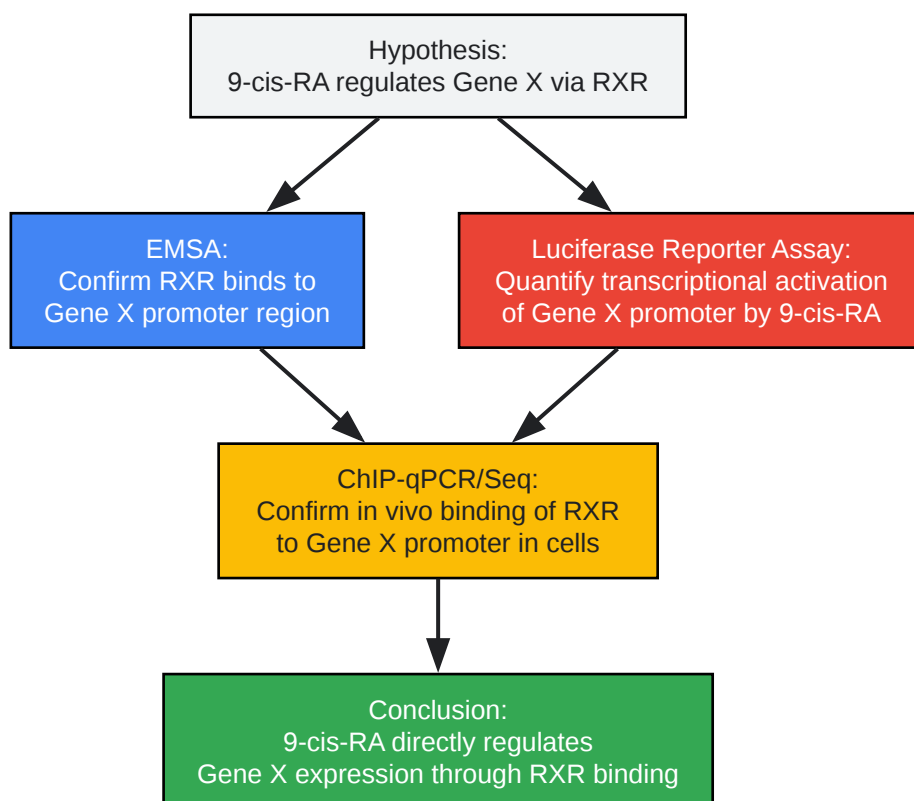 Hypothesis:
9-cis-RA regulates Gene X via RXR
EMSA:
Confirm RXR binds to
Gene X promoter region
Luciferase Reporter Assay:
Quantify transcriptional activation
of Gene X promoter by 9-cis-RA
ChIP-qPCR/Seq:
Confirm in vivo binding of RXR
to Gene X promoter in cells
Conclusion:
9-cis-RA directly regulates
Gene X expression through RXR binding